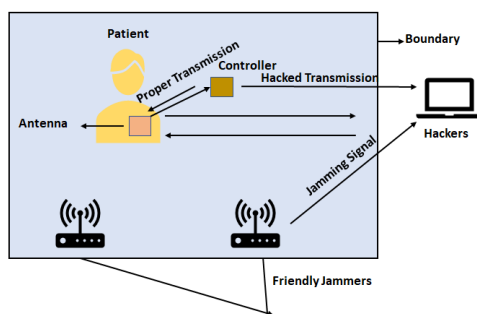 Patient
Boundary
Controller
Proper Transmission
Hacked Transmission
Antenna
Hackers
Jamming Signal
Friendly Jammers